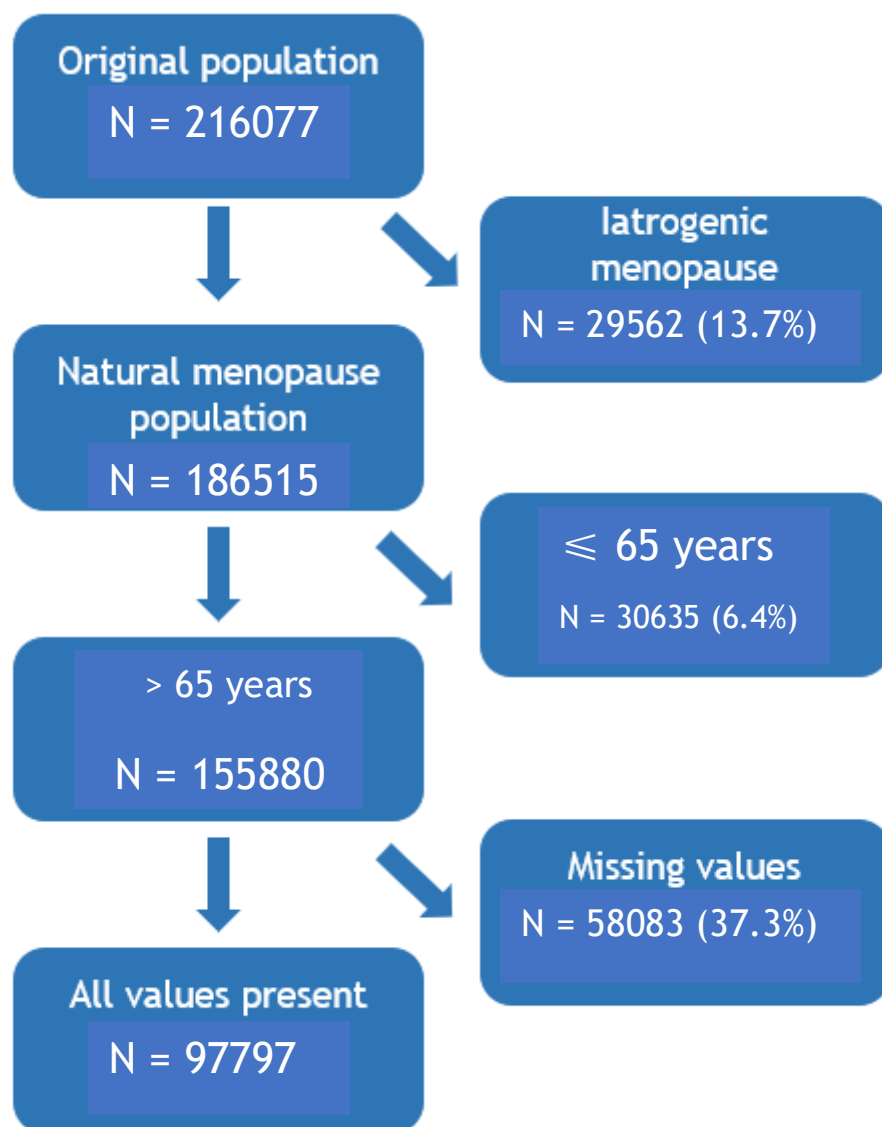 Original population
N = 216077
Iatrogenic
menopause
N = 29562 (13.7%)
Natural menopause
population
N = 186515
⩽ 65 years
N = 30635 (6.4%)
> 65 years
N = 155880
Missing values
N = 58083 (37.3%)
All values present
N = 97797